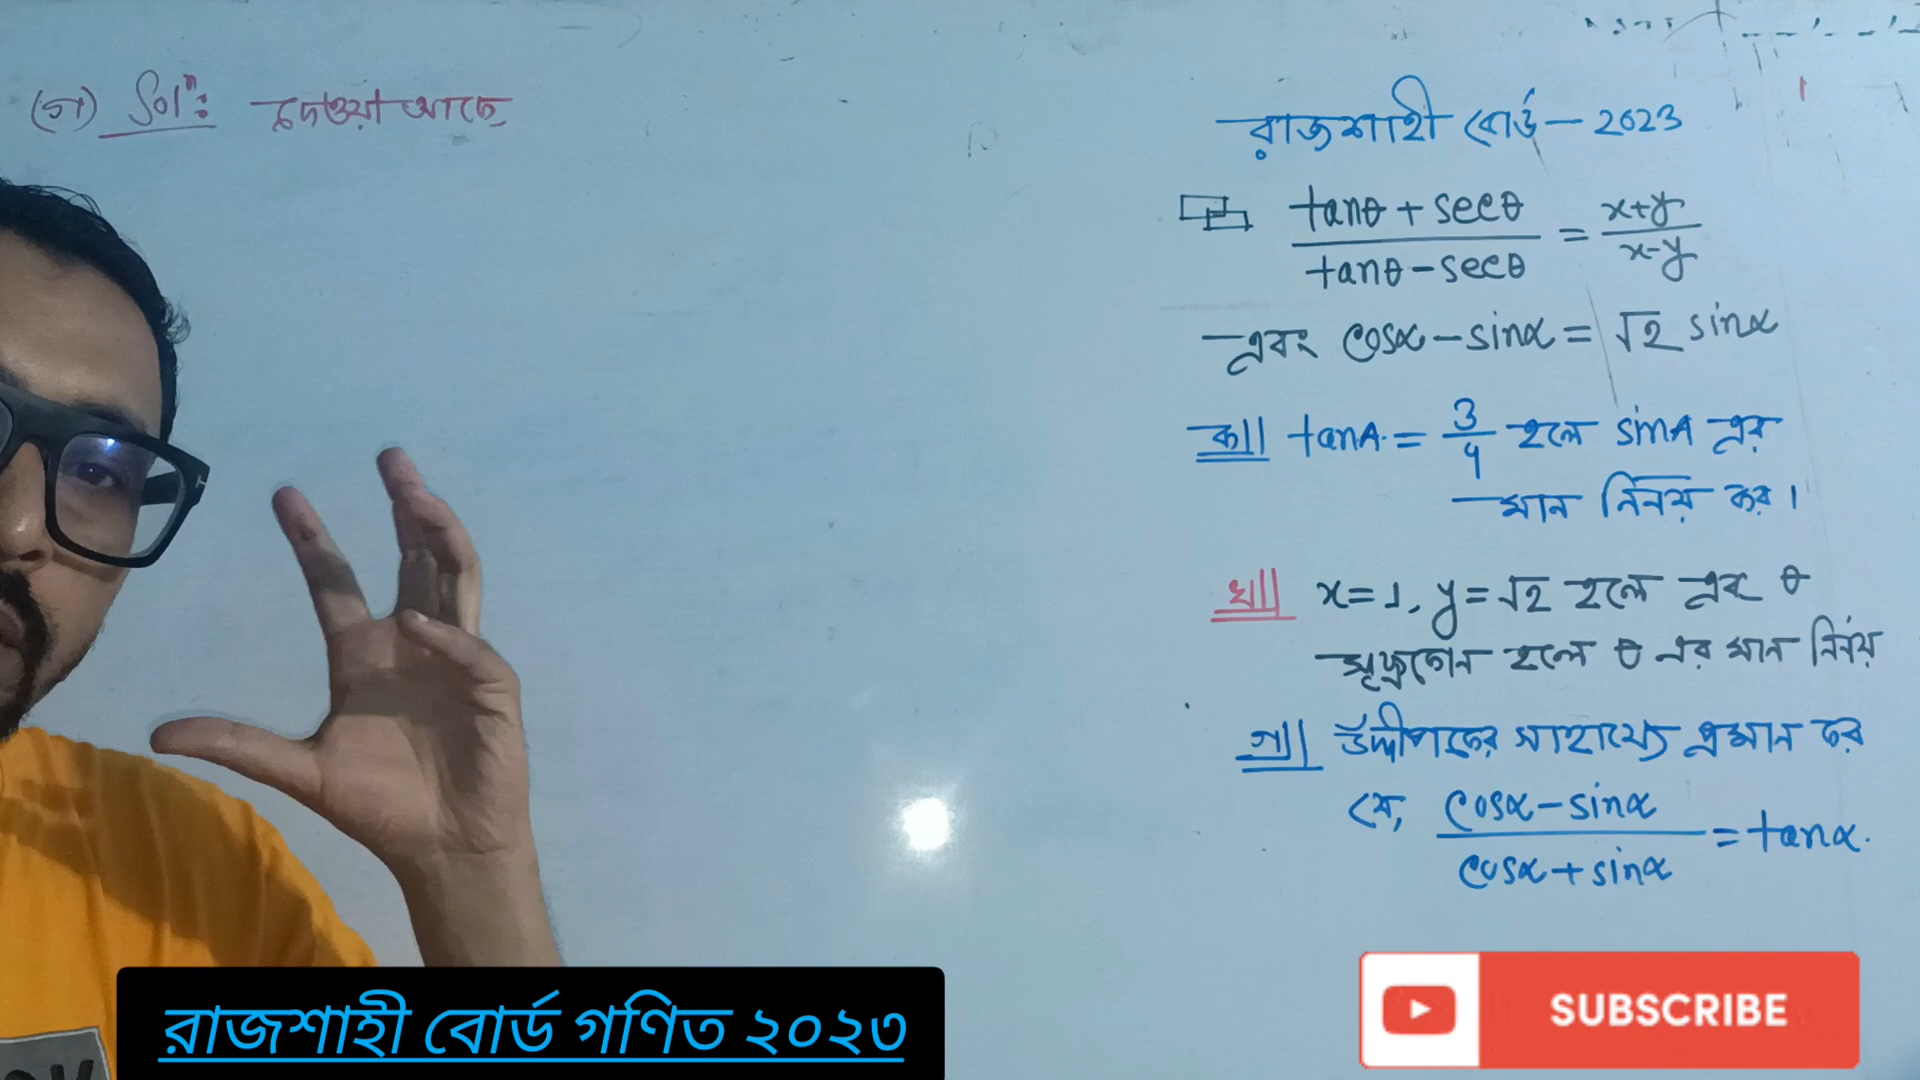 (গ) Solⁿ: দেওয়া আছে
রাজশাহী বোর্ড - 2023
tanθ + secθ / tanθ - secθ = x+y / x-y
এবং cosα - sinα = √2 sinα
ক।। tanA = 3/4 হলে sinA এর
মান নির্নয় কর।
খ।। x=1, y=√2 হলে এবং θ
সূক্ষ্মকোন হলে θ এর মান নির্নয়
গ।। উদ্দীপকের সাহায্যে প্রমান কর
যে, cosα - sinα / cosα + sinα = tanα.
রাজশাহী বোর্ড গণিত ২০২৩
SUBSCRIBE